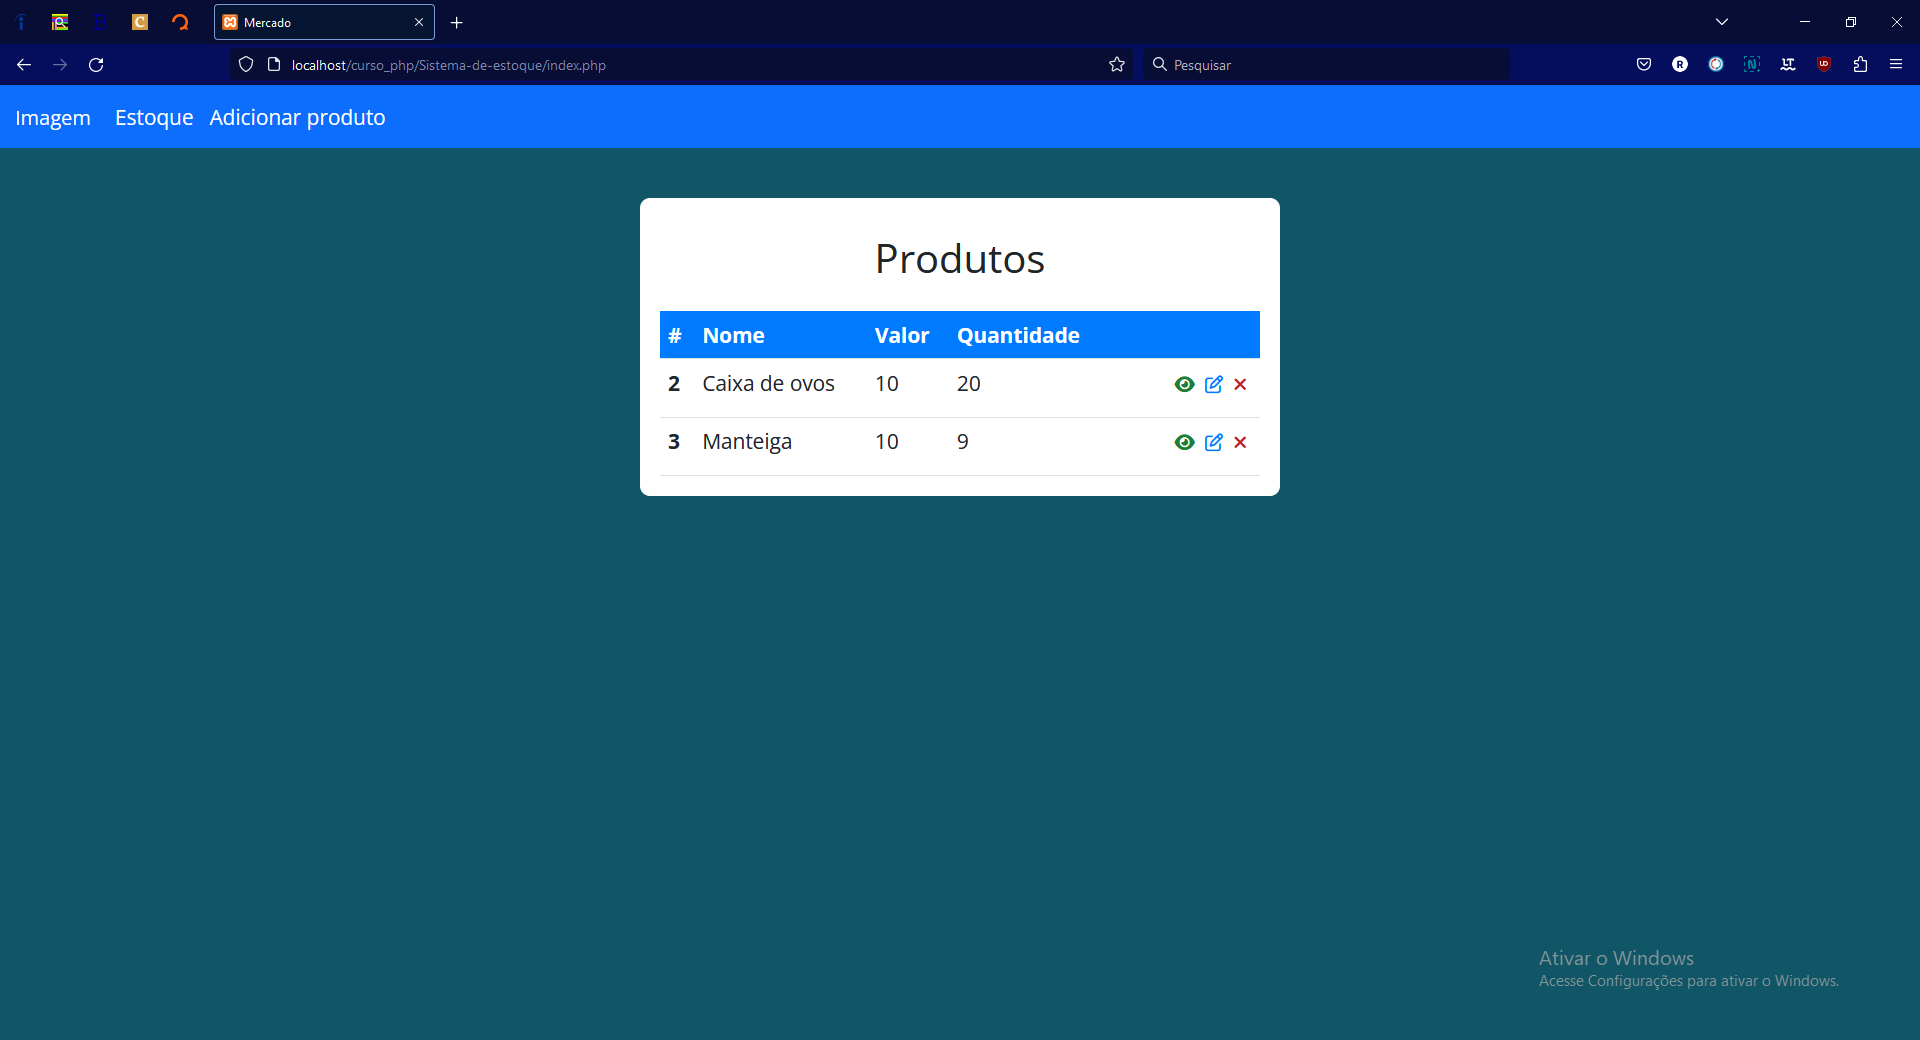 Mercado
localhost/curso_php/Sistema-de-estoque/index.php
Pesquisar
Imagem Estoque Adicionar produto
Produtos
# Nome Valor Quantidade
2 Caixa de ovos 10 20
3 Manteiga 10 9
Ativar o Windows
Acesse Configurações para ativar o Windows.